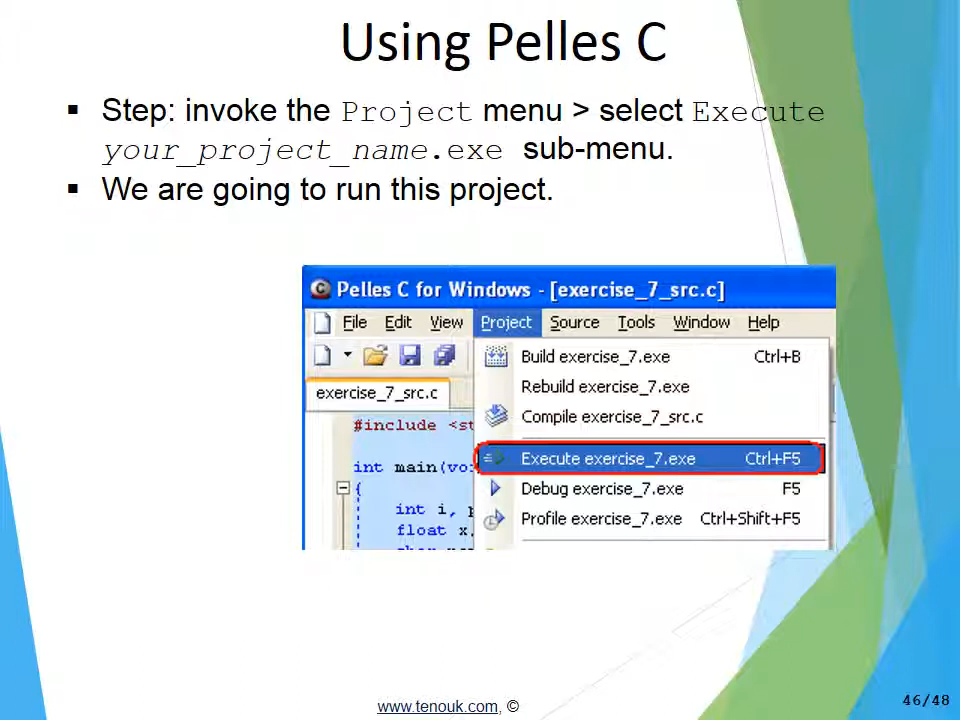 Using Pelles C
▪ Step: invoke the Project menu > select Execute
your_project_name.exe sub-menu.
▪ We are going to run this project.
Pelles C for Windows - [exercise_7_src.c]
File Edit View Project Source Tools Window Help
Build exercise_7.exe Ctrl+B
Rebuild exercise_7.exe
exercise_7_src.c
Compile exercise_7_src.c
#include <st
Execute exercise_7.exe Ctrl+F5
int main(vo
{
Debug exercise_7.exe F5
int i, p
Profile exercise_7.exe Ctrl+Shift+F5
float x,
www.tenouk.com, ©
46/48